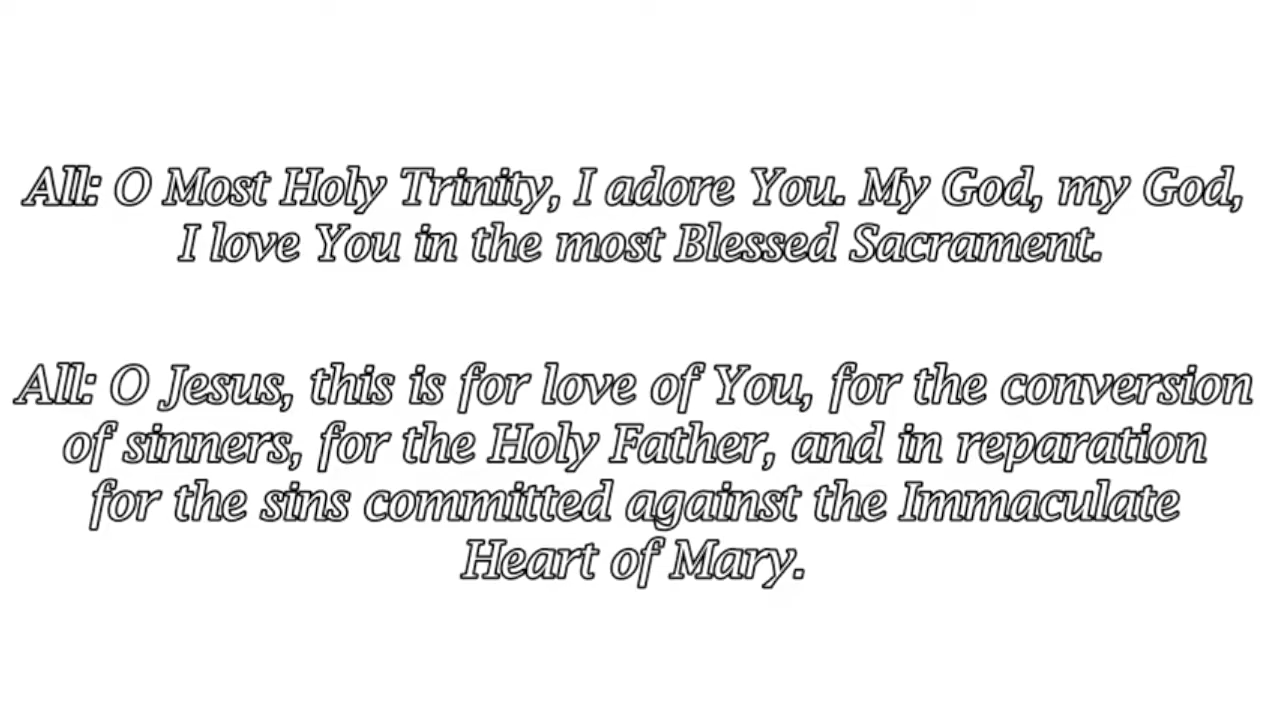 All: O Most Holy Trinity, I adore You. My God, my God,
I love You in the most Blessed Sacrament.
All: O Jesus, this is for love of You, for the conversion
of sinners, for the Holy Father, and in reparation
for the sins committed against the Immaculate
Heart of Mary.